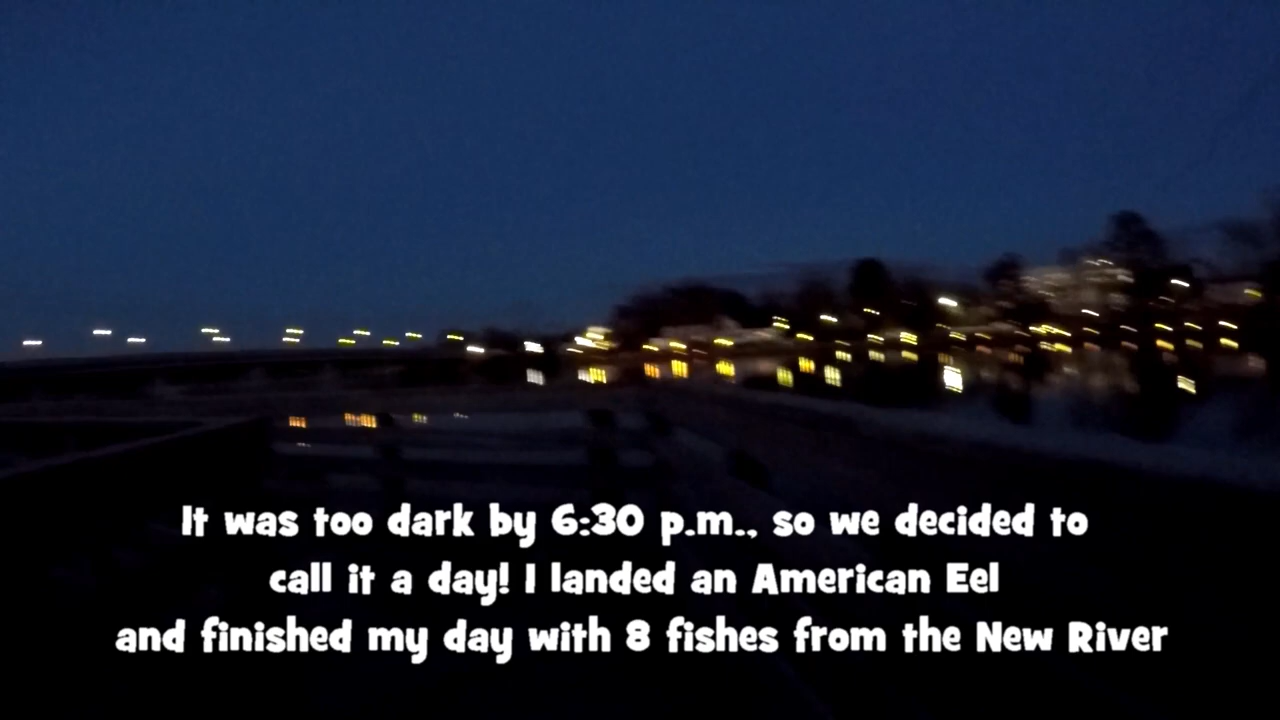 It was too dark by 6:30 p.m., so we decided to
call it a day! I landed an American Eel
and finished my day with 8 fishes from the New River